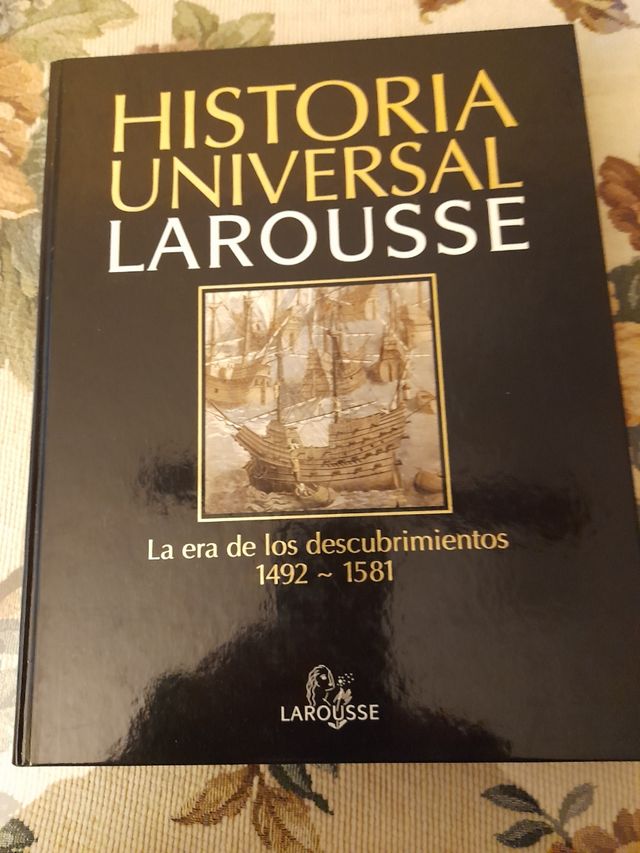 HISTORIA
UNIVERSAL
LAROUSSE
La era de los descubrimientos
1492 ~ 1581
LAROUSSE